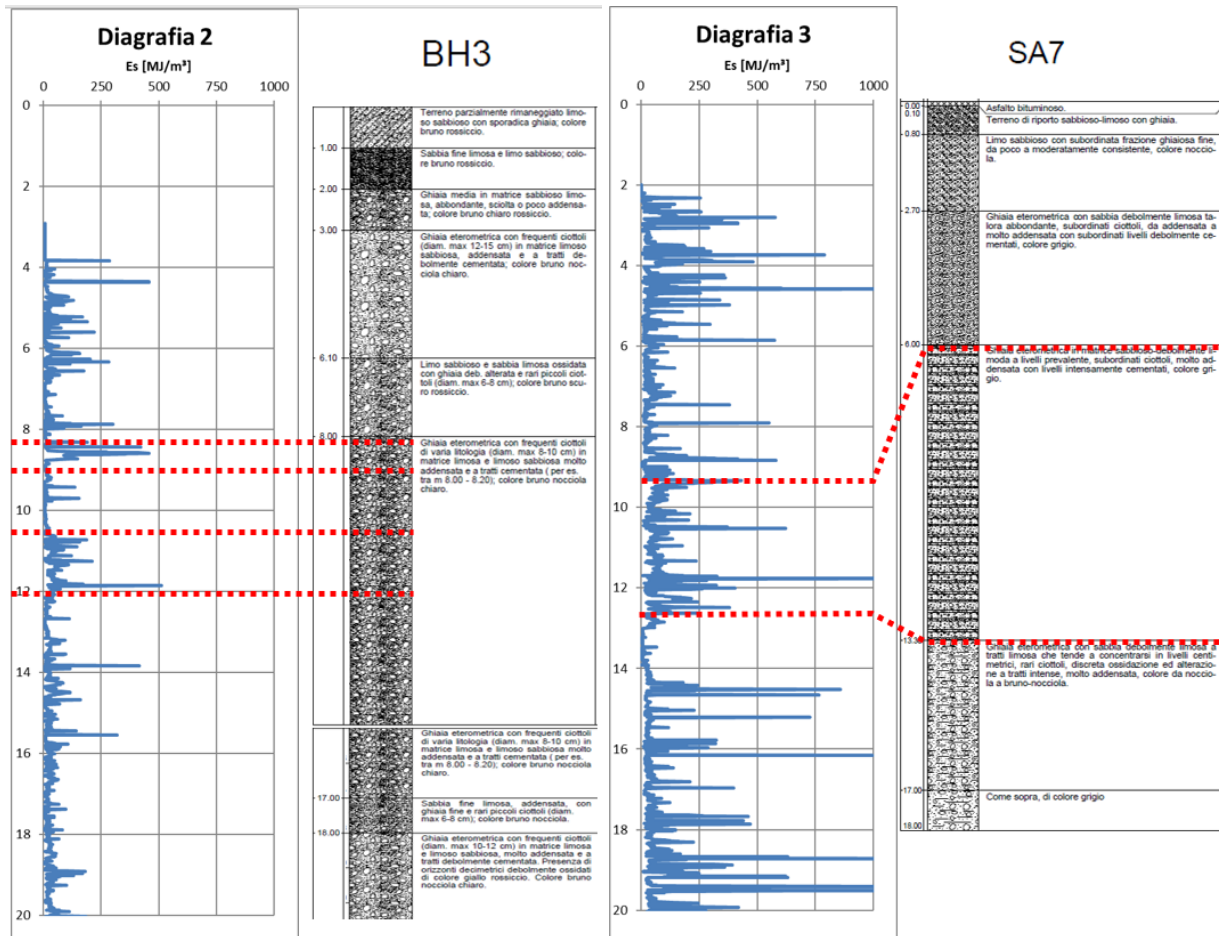 Diagrafia 2
Es [MJ/m³]
0
250
500
750
1000
0
2
4
6
8
10
12
14
16
18
20
BH3
Terreno parzialmente rimaneggiato limo-
so sabbioso con sporadica ghiaia; colore
bruno rossiccio.
1.00
Sabbia fine limosa e limo sabbioso; colo-
re bruno rossiccio.
2.00
Ghiaia media in matrice sabbioso limo-
sa, abbondante, sciolta o poco addensa-
ta; colore bruno chiaro rossiccio.
3.00
Ghiaia eterometrica con frequenti ciottoli
(diam. max 12-15 cm) in matrice limoso
sabbiosa, addensata e a tratti de-
bolmente cementata; colore bruno noc-
ciola chiaro.
6.10
Limo sabbioso e sabbia limosa ossidata
con ghiaia deb. alterata e rari piccoli ciot-
toli (diam. max 6-8 cm); colore bruno scu-
ro rossiccio.
8.00
Ghiaia eterometrica con frequenti ciottoli
di varia litologia (diam. max 8-10 cm) in
matrice limosa e limoso sabbiosa molto
addensata e a tratti cementata ( per es.
tra m 8.00 - 8.20); colore bruno nocciola
chiaro.
Ghiaia eterometrica con frequenti ciottoli
di varia litologia (diam. max 8-10 cm) in
matrice limosa e limoso sabbiosa molto
addensata e a tratti cementata ( per es.
tra m 8.00 - 8.20); colore bruno nocciola
chiaro.
17.00
Sabbia fine limosa, addensata, con
ghiaia fine e rari piccoli ciottoli (diam.
max 6-8 cm); colore bruno nocciola.
18.00
Ghiaia eterometrica con frequenti ciottoli
(diam. max 10-12 cm) in matrice limosa
e limoso sabbiosa, molto addensata e a
tratti debolmente cementata. Presenza di
orizzonti decimetrici debolmente ossidati
di colore giallo rossiccio. Colore bruno
nocciola chiaro.
Diagrafia 3
Es [MJ/m³]
0
250
500
750
1000
0
2
4
6
8
10
12
14
16
18
20
SA7
0.00
Asfalto bituminoso.
0.10
Terreno di riporto sabbioso-limoso con ghiaia.
0.80
Limo sabbioso con subordinata frazione ghiaiosa fine,
da poco a moderatamente consistente, colore noccio-
la.
2.70
Ghiaia eterometrica con sabbia debolmente limosa ta-
lora abbondante, subordinati ciottoli, da addensata a
molto addensata con subordinati livelli debolmente ce-
mentati, colore grigio.
6.00
Ghiaia eterometrica in matrice sabbioso-debolmente li-
moda a livelli prevalente, subordinati ciottoli, molto ad-
densata con livelli intensamente cementati, colore gri-
gio.
13.3
Ghiaia eterometrica con sabbia debolmente limosa a
tratti limosa che tende a concentrarsi in livelli centi-
metrici, rari ciottoli, discreta ossidazione ed alterazio-
ne a tratti intense, molto addensata, colore da noccio-
la a bruno-nocciola.
17.00
Come sopra, di colore grigio
18.00